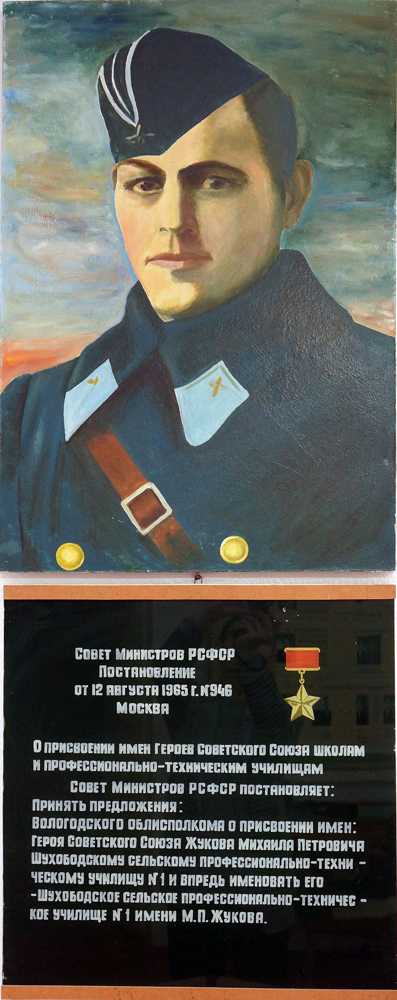 Совет Министров РСФСР
Постановление
от 12 августа 1965 г. №946
Москва
О присвоении имен Героев Советского Союза школам
и профессионально-техническим училищам
Совет Министров РСФСР постановляет:
Принять предложения:
Вологодского облисполкома о присвоении имен:
Героя Советского Союза Жукова Михаила Петровича
Шухободскому сельскому профессионально-техни -
ческому училищу №1 и впредь именовать его
-Шухободское сельское профессионально-техничес -
кое училище №1 имени М.П. Жукова.